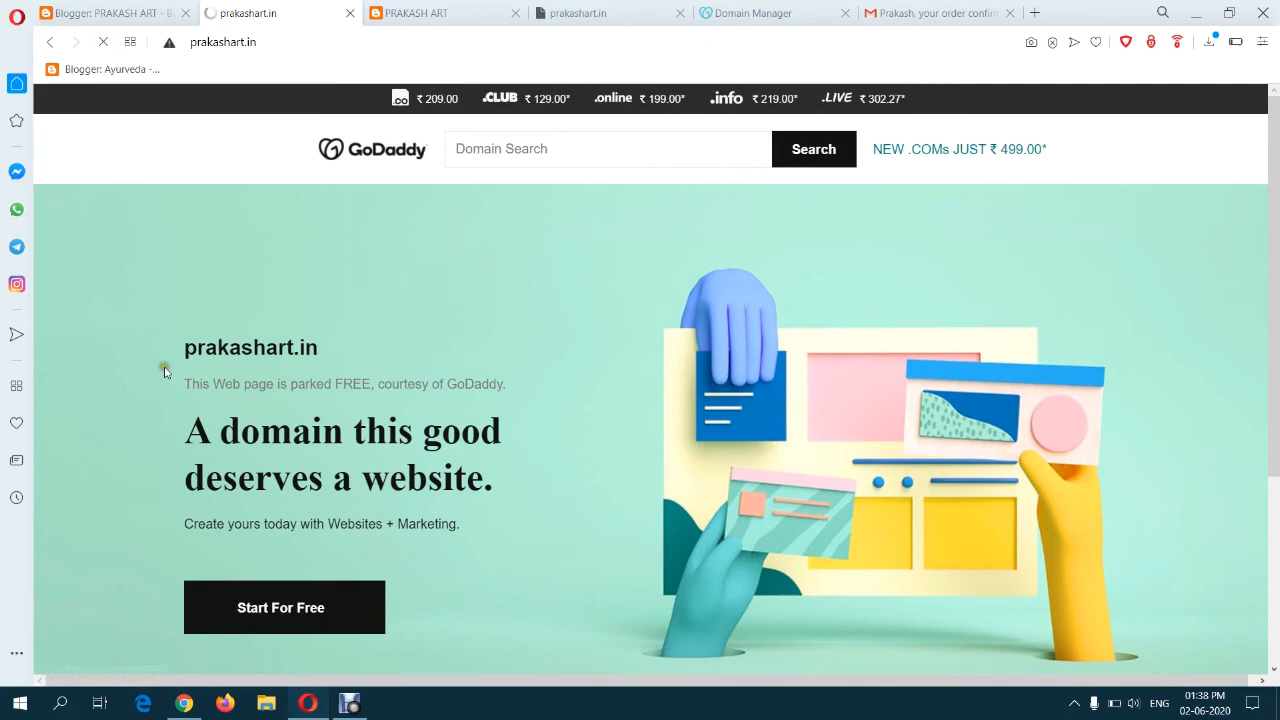 Blogger: PRAKASH ART - B
prakashart.in
PRAKASH ART
prakashart.in
Domain Manager
Prakash, your order confirm
prakashart.in
Blogger: Ayurveda -...
.co ₹ 209.00
.CLUB ₹ 129.00*
.online ₹ 199.00*
.info ₹ 219.00*
.LIVE ₹ 302.27*
GoDaddy
Domain Search
Search
NEW .COMs JUST ₹ 499.00*
prakashart.in
This Web page is parked FREE, courtesy of GoDaddy.
A domain this good
deserves a website.
Create yours today with Websites + Marketing.
Start For Free
ENG
01:38 PM
02-06-2020